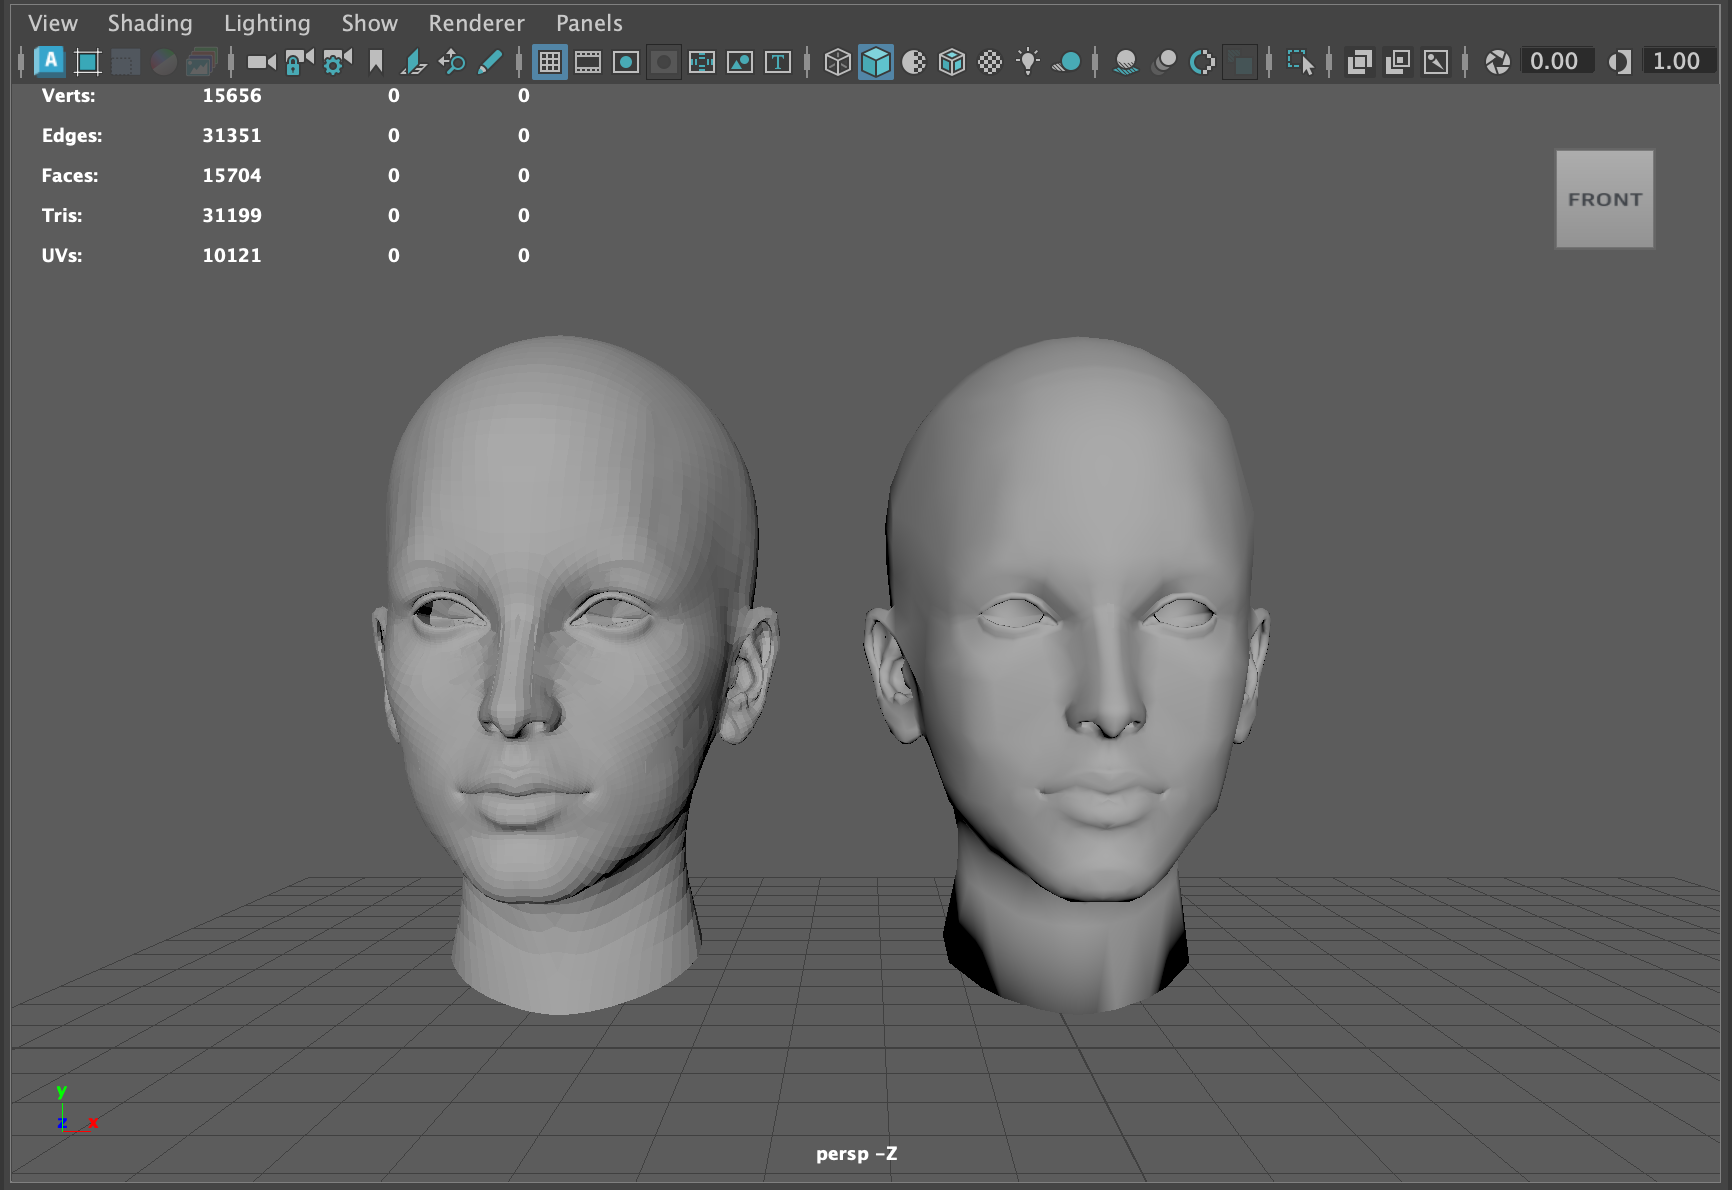 View Shading Lighting Show Renderer Panels
A T 0.00 1.00
Verts: 15656 0 0
Edges: 31351 0 0
Faces: 15704 0 0
Tris: 31199 0 0
UVs: 10121 0 0
FRONT
y
z x
persp -Z